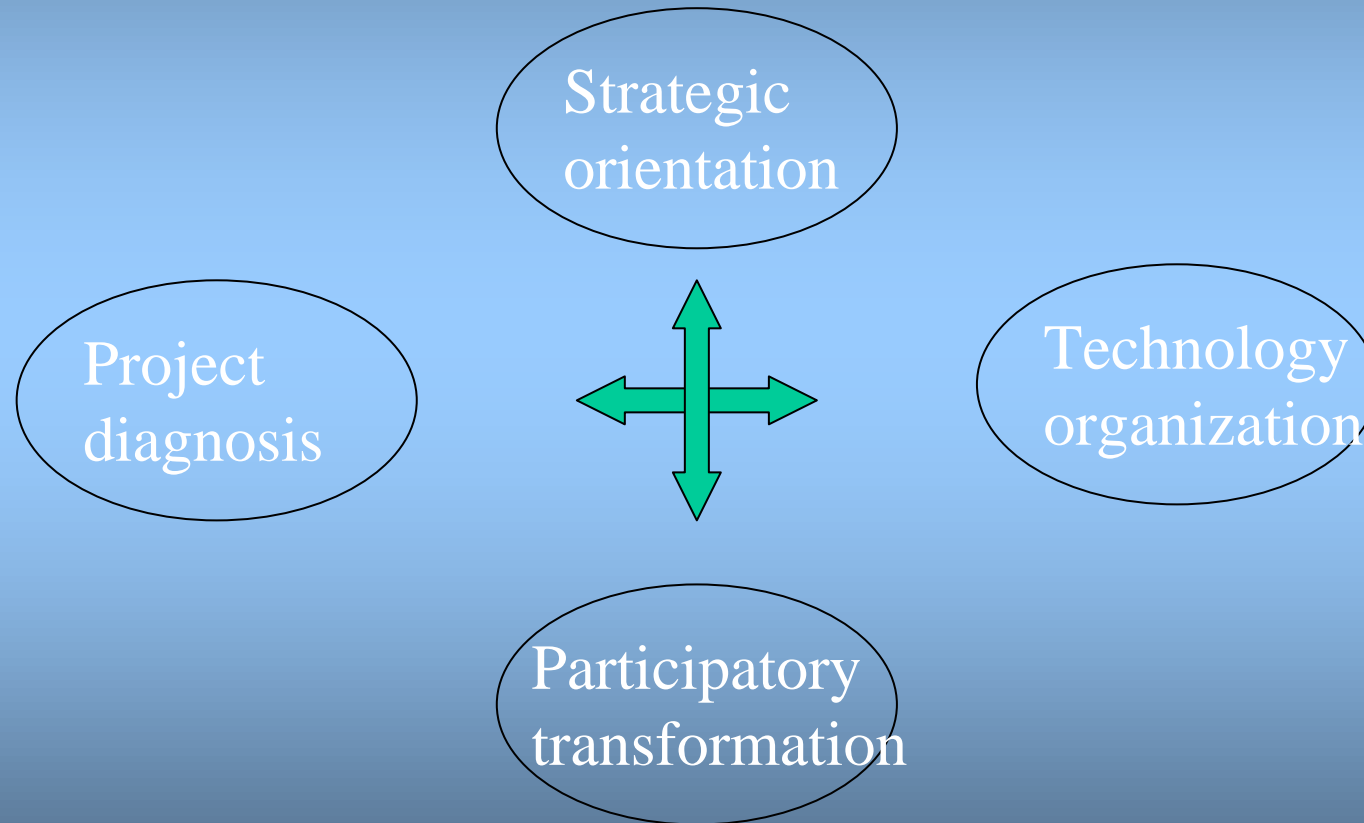 Strategic
orientation
Project
diagnosis
Technology
organization
Participatory
transformation